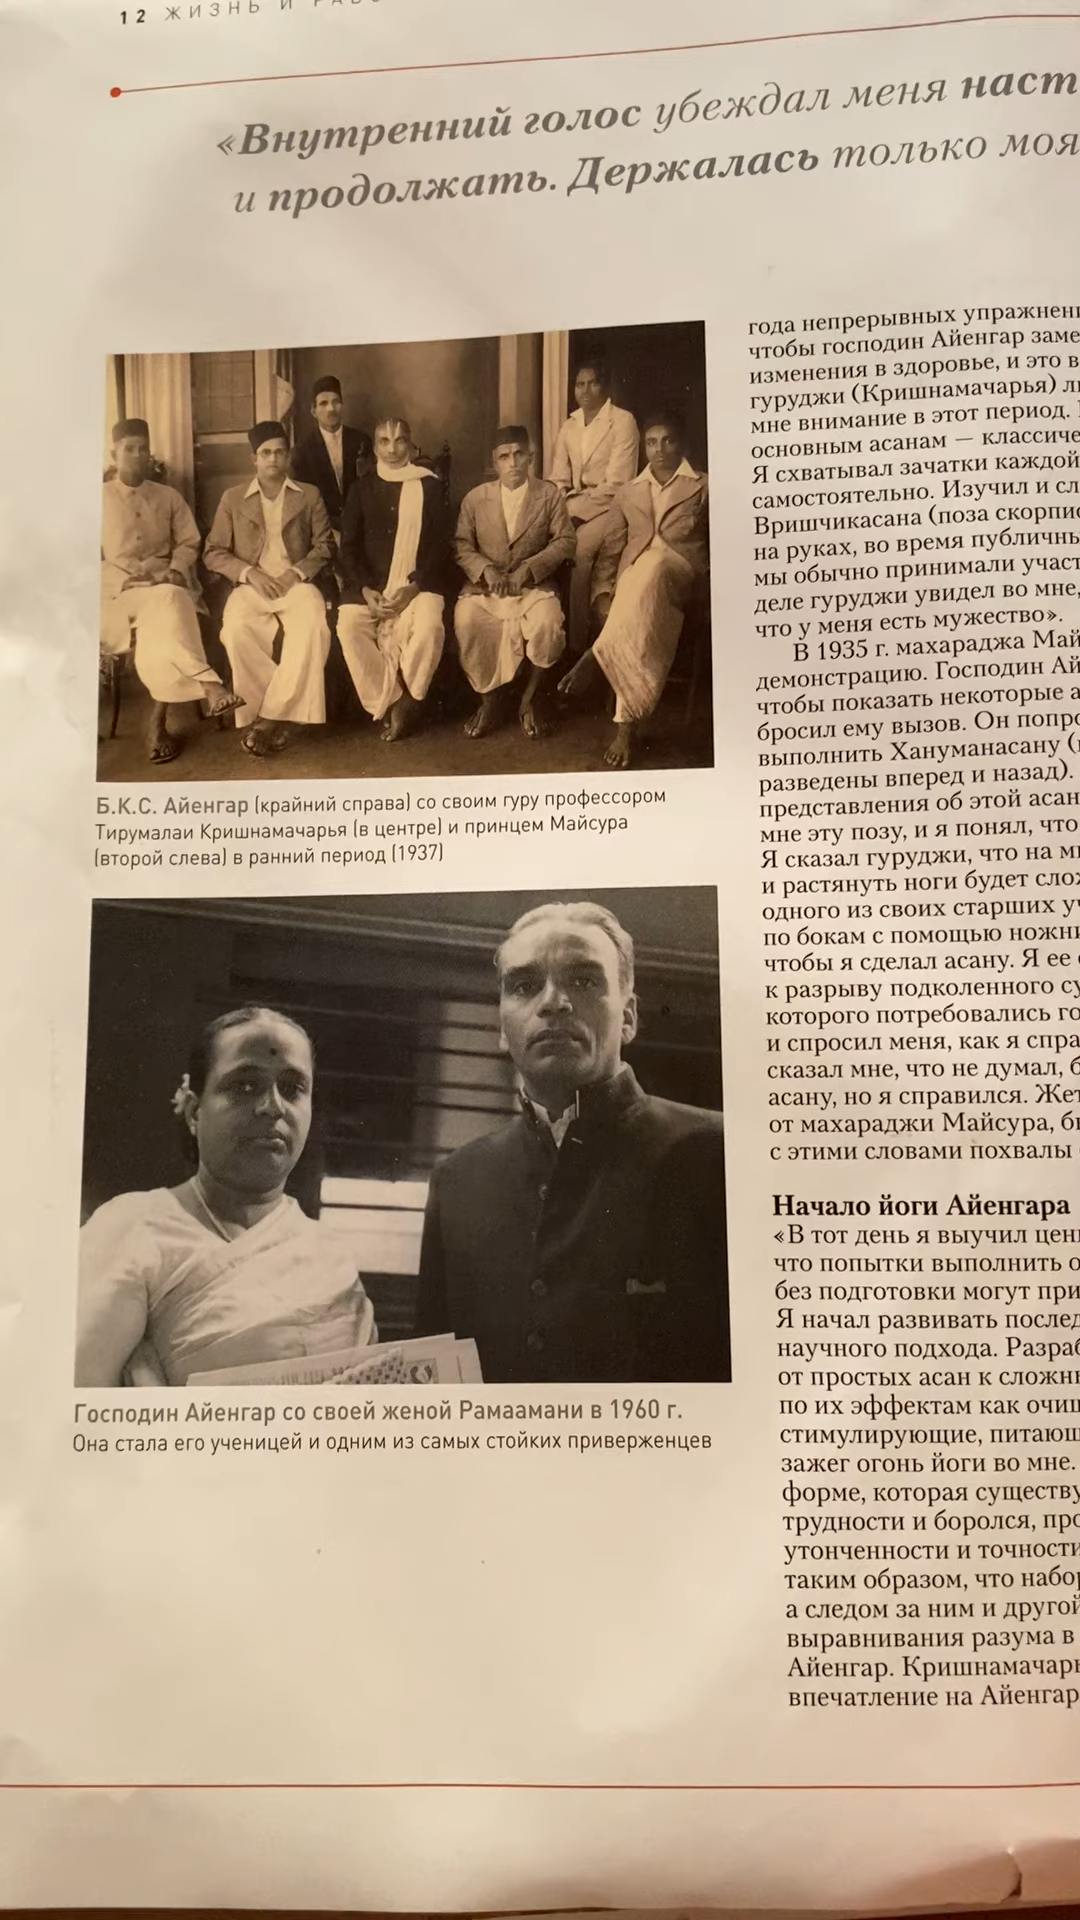 12 ЖИЗНЬ И
«Внутренний голос убеждал меня наст
и продолжать. Держалась только моя
Б.К.С. Айенгар (крайний справа) со своим гуру профессором
Тирумалаи Кришнамачарья (в центре) и принцем Майсура
(второй слева) в ранний период (1937)
Господин Айенгар со своей женой Рамаамани в 1960 г.
Она стала его ученицей и одним из самых стойких приверженцев
года непрерывных упражнени
чтобы господин Айенгар заме
изменения в здоровье, и это в
гуруджи (Кришнамачарья) ли
мне внимание в этот период.
основным асанам — классиче
Я схватывал зачатки каждой
самостоятельно. Изучил и сл
Вришчикасана (поза скорпио
на руках, во время публичны
мы обычно принимали участ
деле гуруджи увидел во мне,
что у меня есть мужество».
В 1935 г. махараджа Май
демонстрацию. Господин Ай
чтобы показать некоторые а
бросил ему вызов. Он попро
выполнить Хануманасану (
разведены вперед и назад).
представления об этой асан
мне эту позу, и я понял, что
Я сказал гуруджи, что на м
и растянуть ноги будет слож
одного из своих старших уч
по бокам с помощью ножни
чтобы я сделал асану. Я ее
к разрыву подколенного су
которого потребовались го
и спросил меня, как я спра
сказал мне, что не думал, б
асану, но я справился. Жет
от махараджи Майсура, бы
с этими словами похвалы
Начало йоги Айенгара
«В тот день я выучил цен
что попытки выполнить о
без подготовки могут при
Я начал развивать послед
научного подхода. Разраб
от простых асан к сложн
по их эффектам как очищ
стимулирующие, питающ
зажег огонь йоги во мне.
форме, которая существу
трудности и боролся, про
утонченности и точности
таким образом, что набор
а следом за ним и другой
выравнивания разума в
Айенгар. Кришнамачарь
впечатление на Айенгар